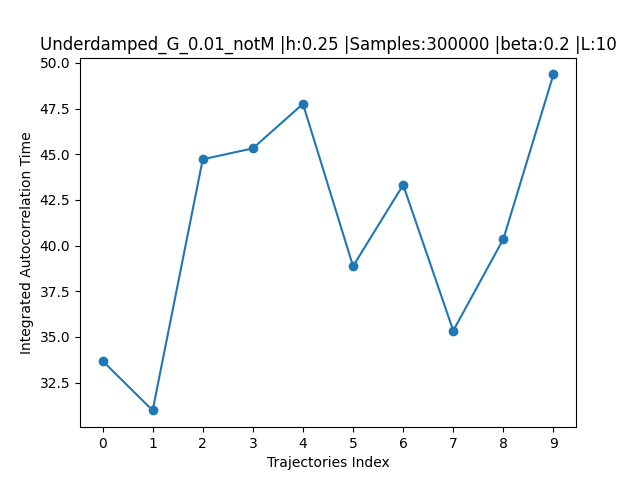 Underdamped_G_0.01_notM |h:0.25 |Samples:300000 |beta:0.2 |L:10
50.0
47.5
45.0
42.5
40.0
37.5
35.0
32.5
Integrated Autocorrelation Time
0 1 2 3 4 5 6 7 8 9
Trajectories Index